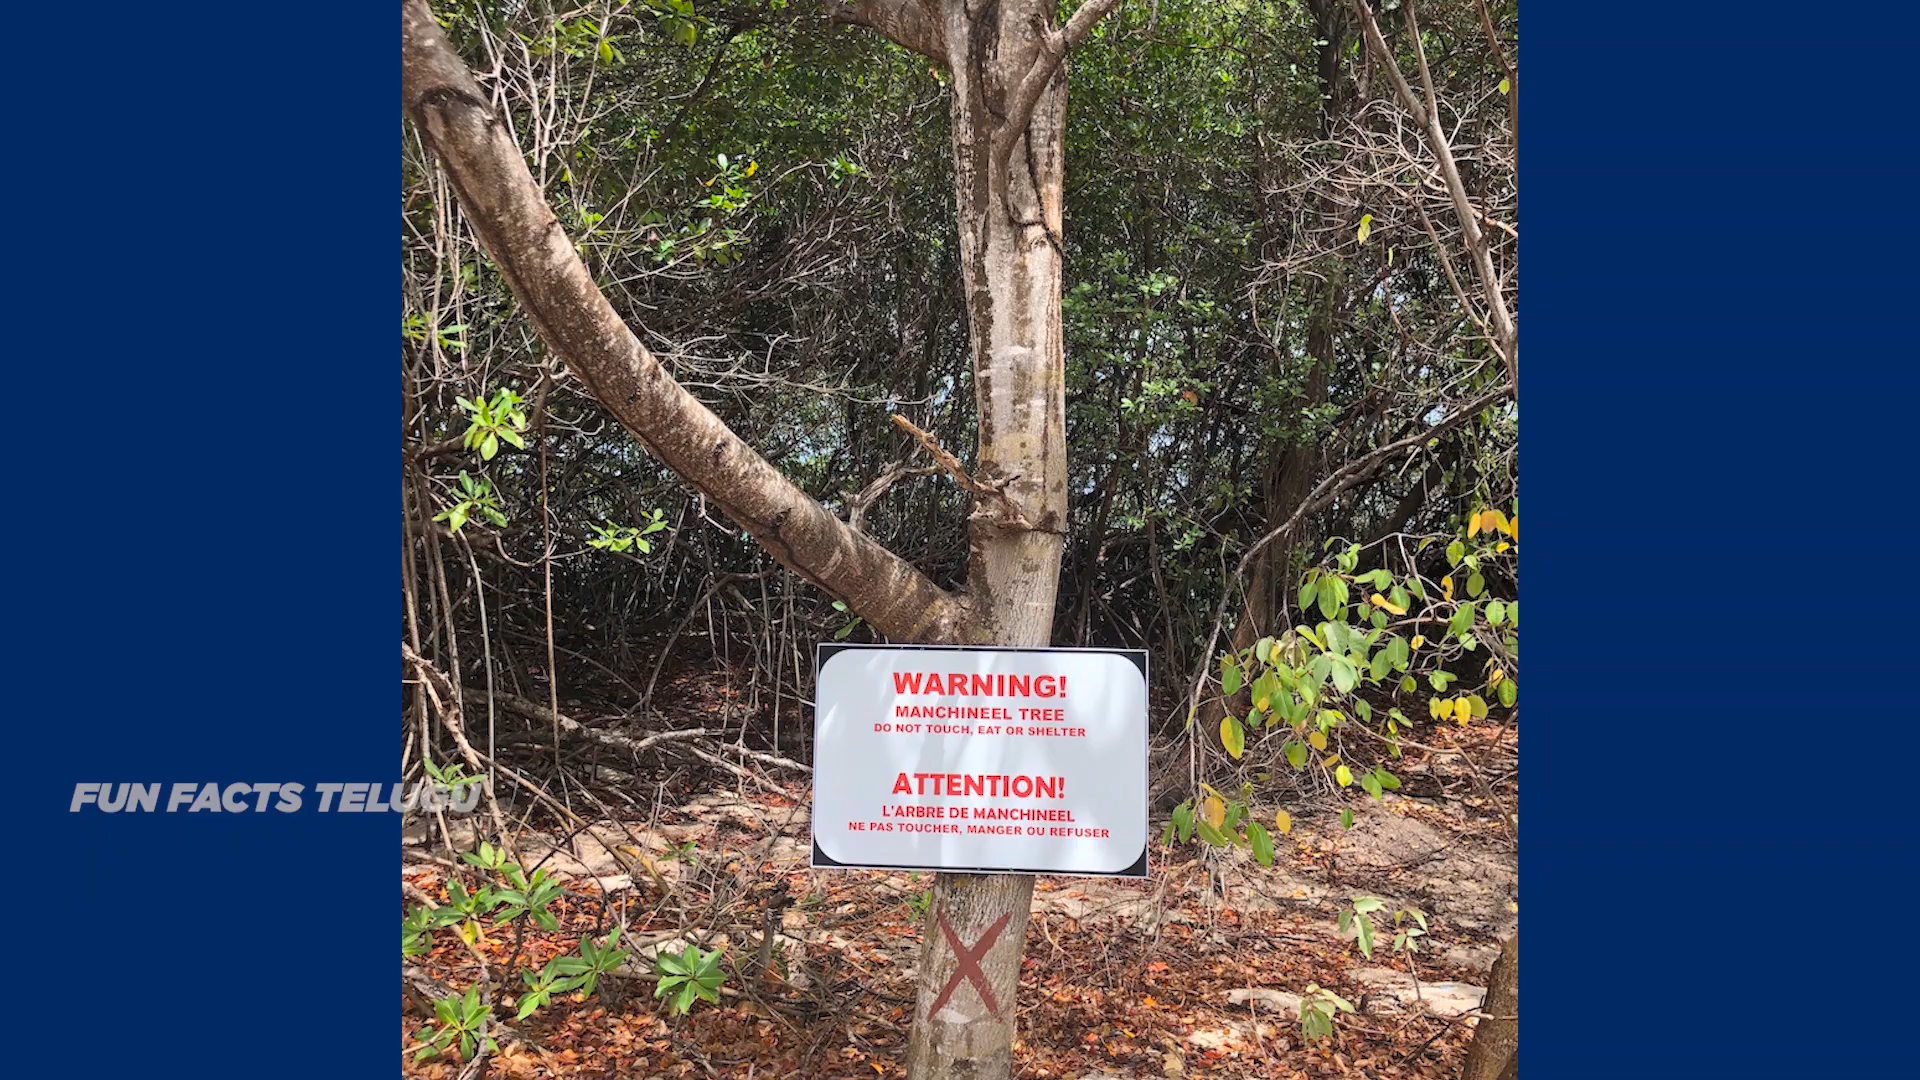 WARNING!
MANCHINEEL TREE
DO NOT TOUCH, EAT OR SHELTER
ATTENTION!
L'ARBRE DE MANCHINEEL
NE PAS TOUCHER, MANGER OU REFUSER
FUN FACTS TELUGU